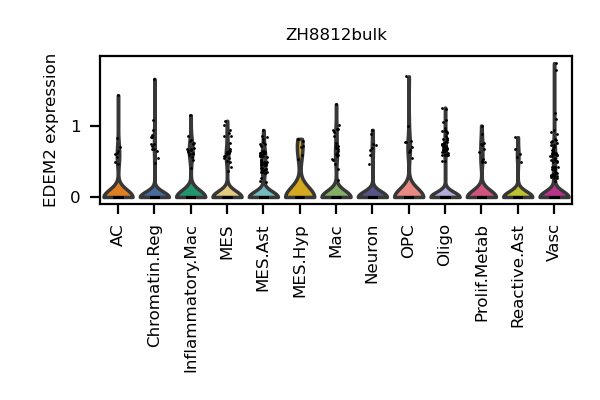 ZH8812bulk
EDEM2 expression
1
0
AC
Chromatin.Reg
Inflammatory.Mac
MES
MES.Ast
MES.Hyp
Mac
Neuron
OPC
Oligo
Prolif.Metab
Reactive.Ast
Vasc